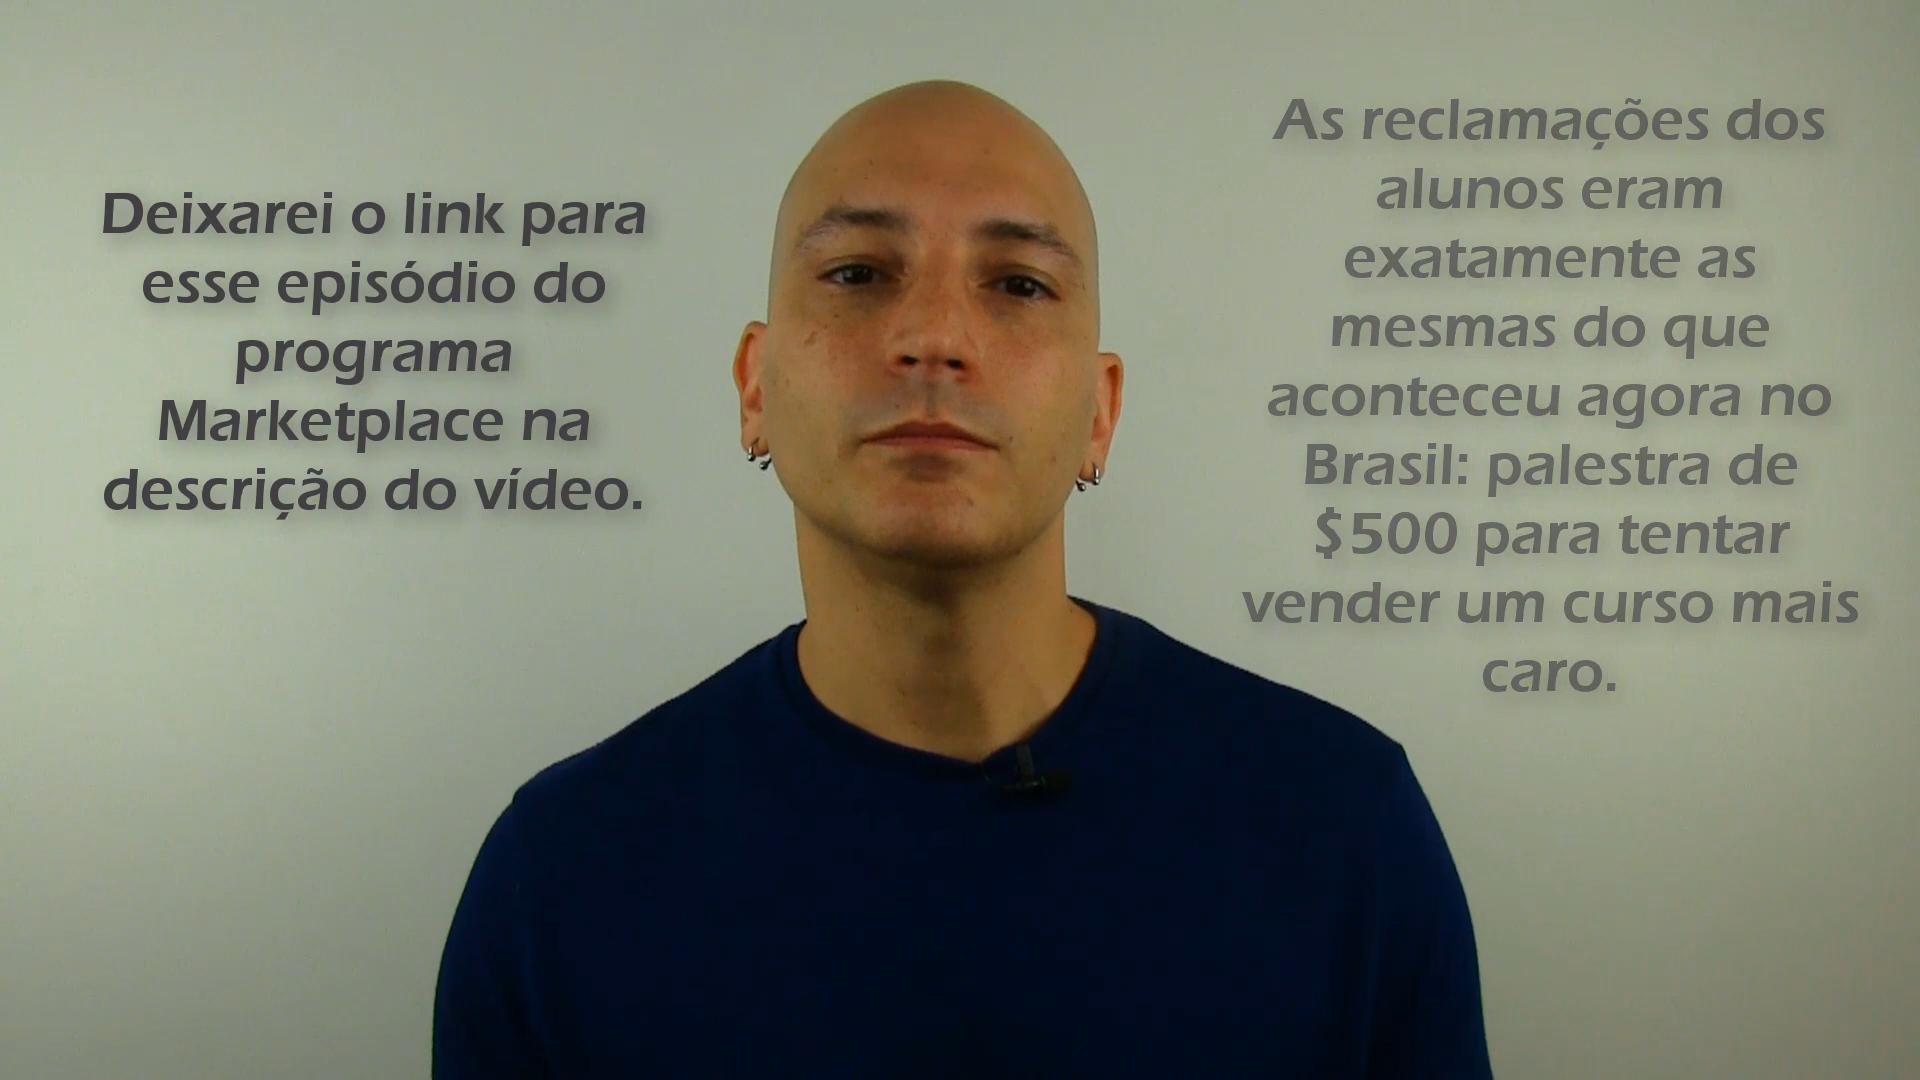 Deixarei o link para
esse episódio do
programa
Marketplace na
descrição do vídeo.
As reclamações dos
alunos eram
exatamente as
mesmas do que
aconteceu agora no
Brasil: palestra de
$500 para tentar
vender um curso mais
caro.